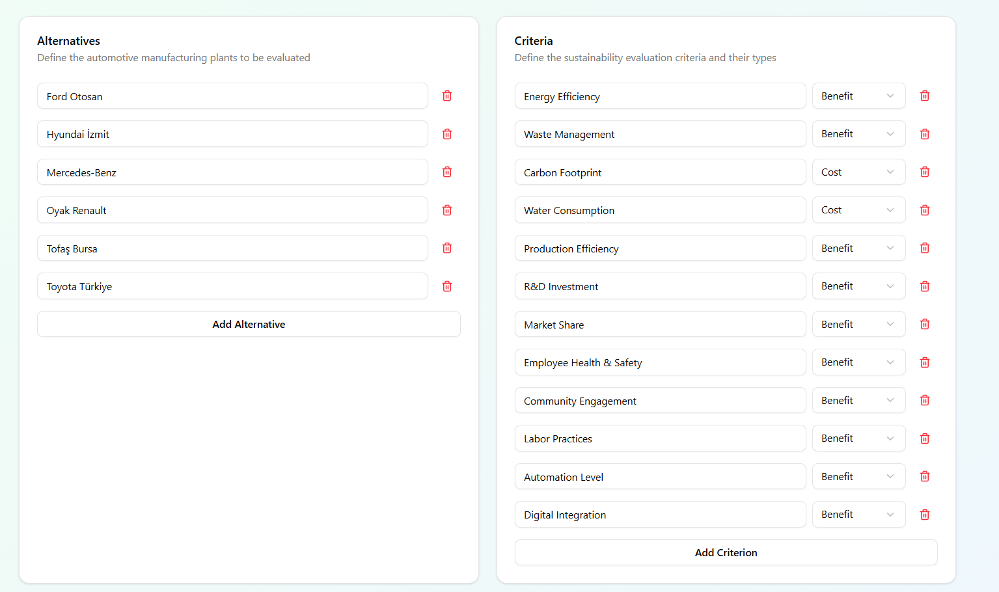 Alternatives
Define the automotive manufacturing plants to be evaluated
Ford Otosan
Hyundai İzmit
Mercedes-Benz
Oyak Renault
Tofaş Bursa
Toyota Türkiye
Add Alternative
Criteria
Define the sustainability evaluation criteria and their types
Energy Efficiency Benefit
Waste Management Benefit
Carbon Footprint Cost
Water Consumption Cost
Production Efficiency Benefit
R&D Investment Benefit
Market Share Benefit
Employee Health & Safety Benefit
Community Engagement Benefit
Labor Practices Benefit
Automation Level Benefit
Digital Integration Benefit
Add Criterion